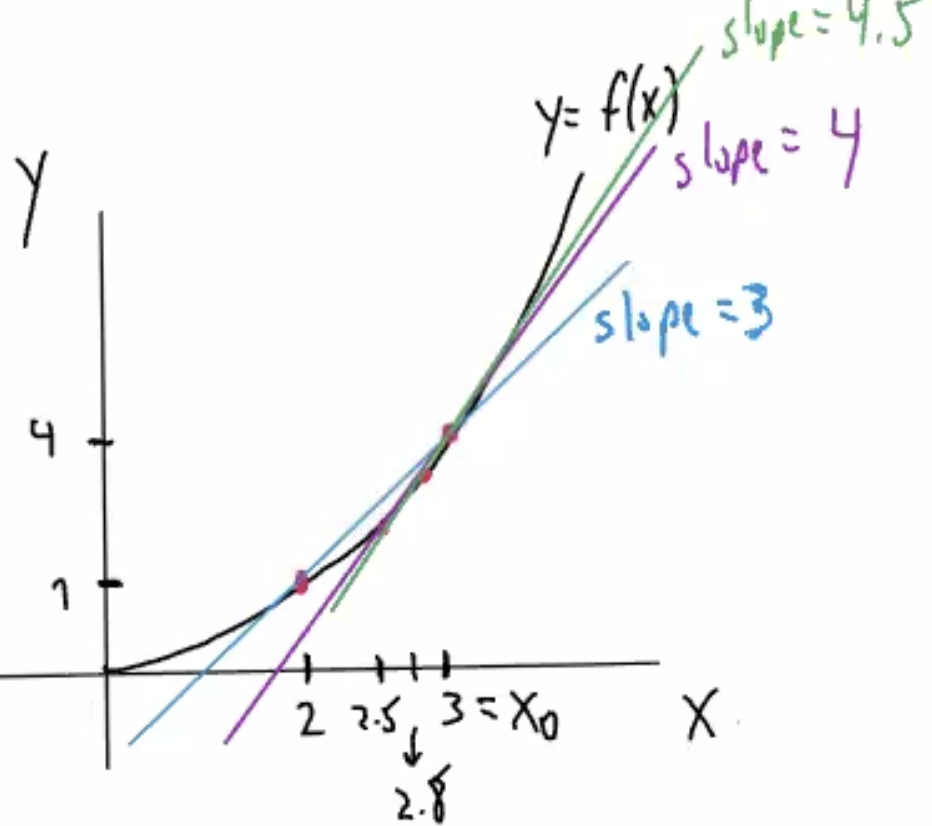 slope = 4.5
y = f(x)
slope = 4
y
slope = 3
4
1
2 2.5 3 = x₀ x
2.8